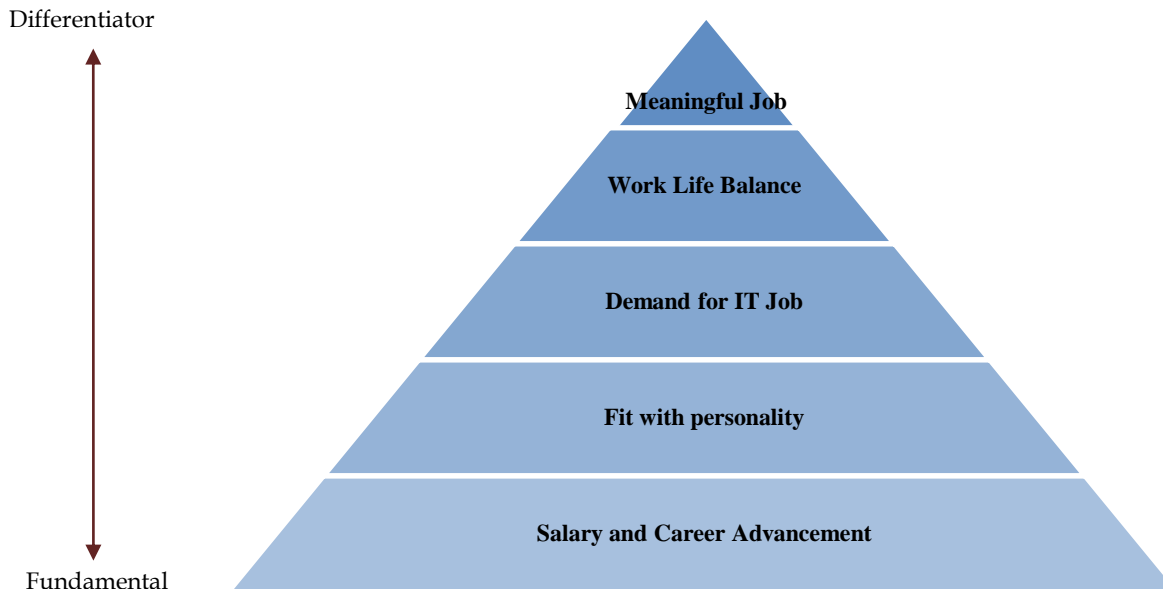 Differentiator
Meaningful Job
Work Life Balance
Demand for IT Job
Fit with personality
Salary and Career Advancement
Fundamental